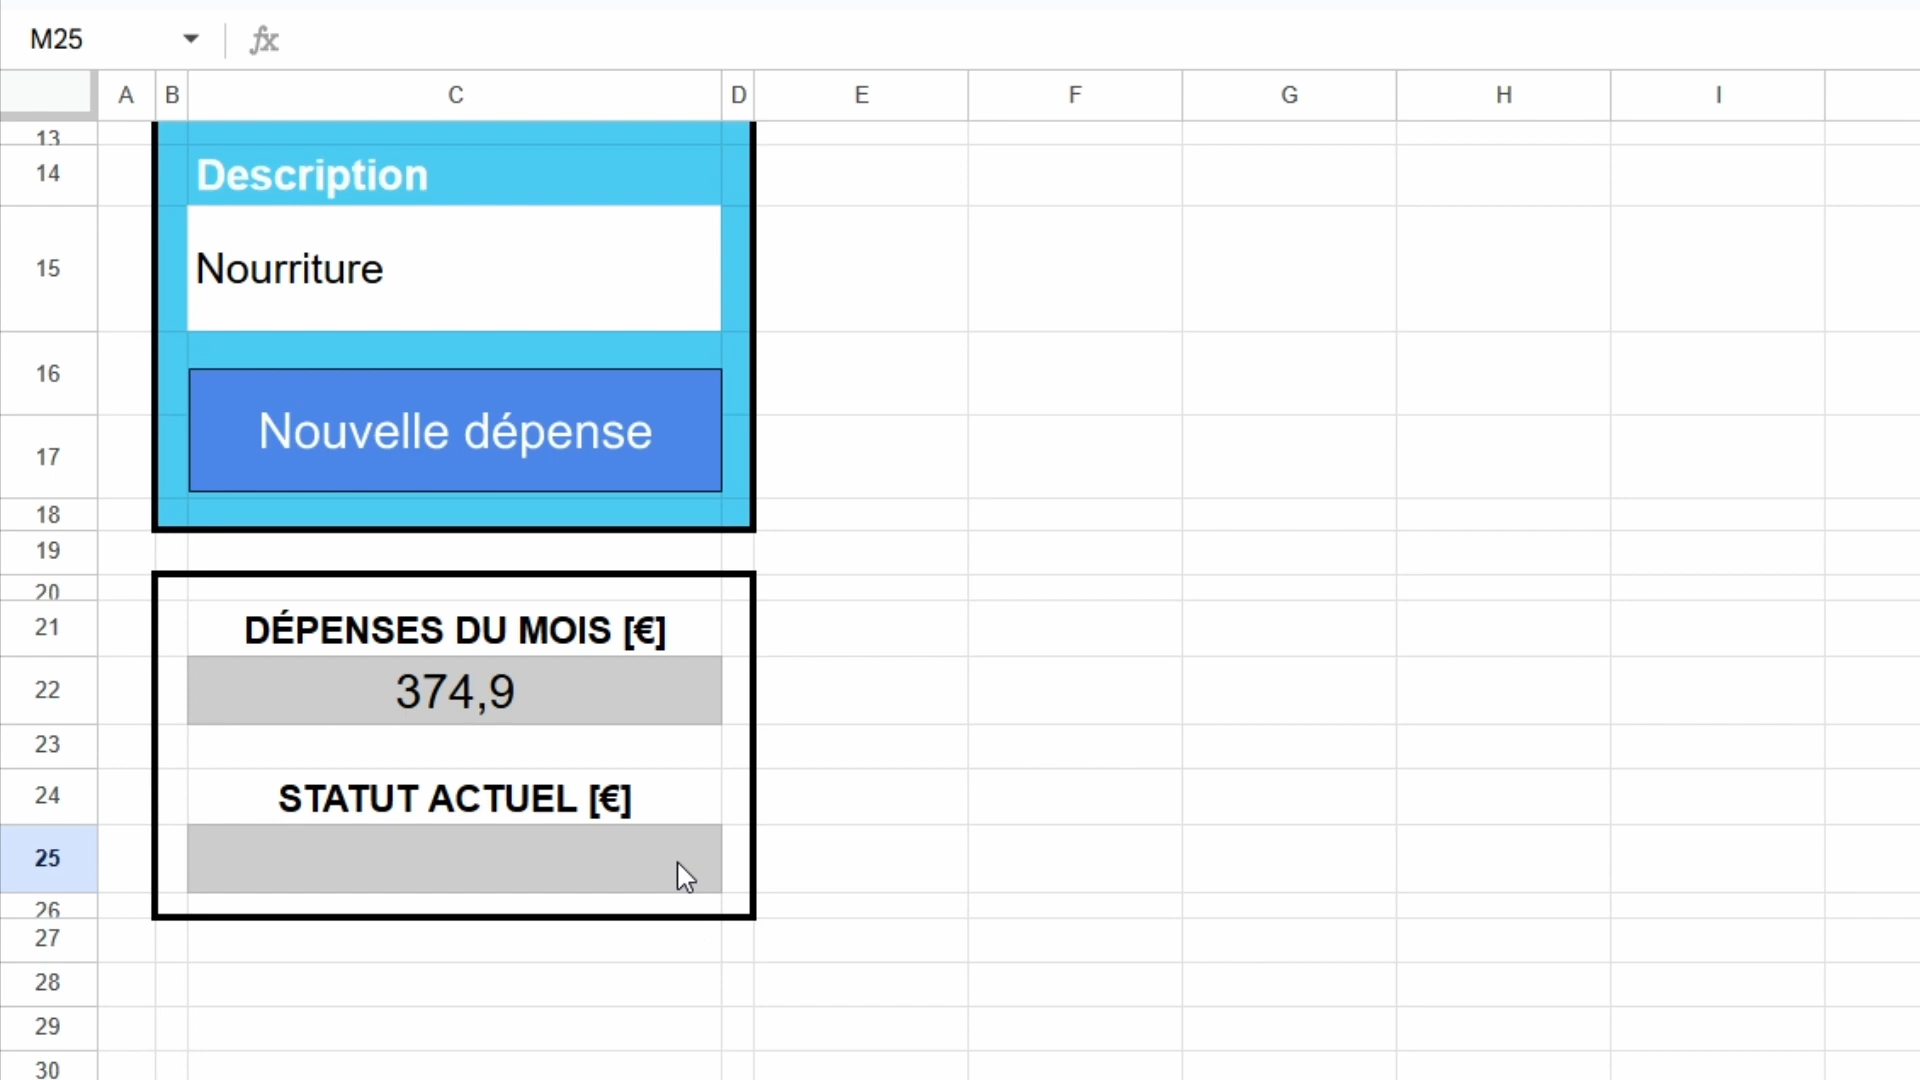 M25 fx
A B C D E F G H I
13
14 Description
15 Nourriture
16
17 Nouvelle dépense
18
19
20
21 DÉPENSES DU MOIS [€]
22 374,9
23
24 STATUT ACTUEL [€]
25
26
27
28
29
30